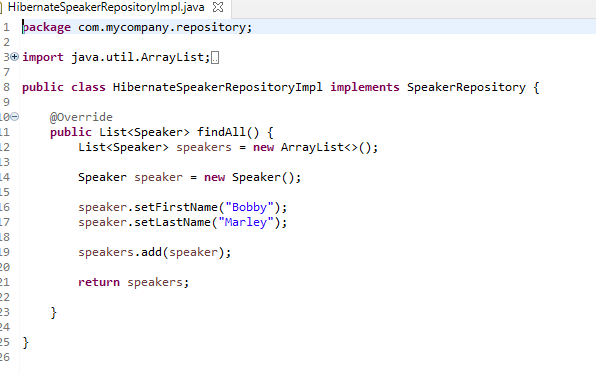 HibernateSpeakerRepositoryImpl.java
1 package com.mycompany.repository;
2
3 import java.util.ArrayList;
7
8 public class HibernateSpeakerRepositoryImpl implements SpeakerRepository {
9
10 @Override
11 public List<Speaker> findAll() {
12 List<Speaker> speakers = new ArrayList<>();
13
14 Speaker speaker = new Speaker();
15
16 speaker.setFirstName("Bobby");
17 speaker.setLastName("Marley");
18
19 speakers.add(speaker);
20
21 return speakers;
22
23 }
24
25 }
26